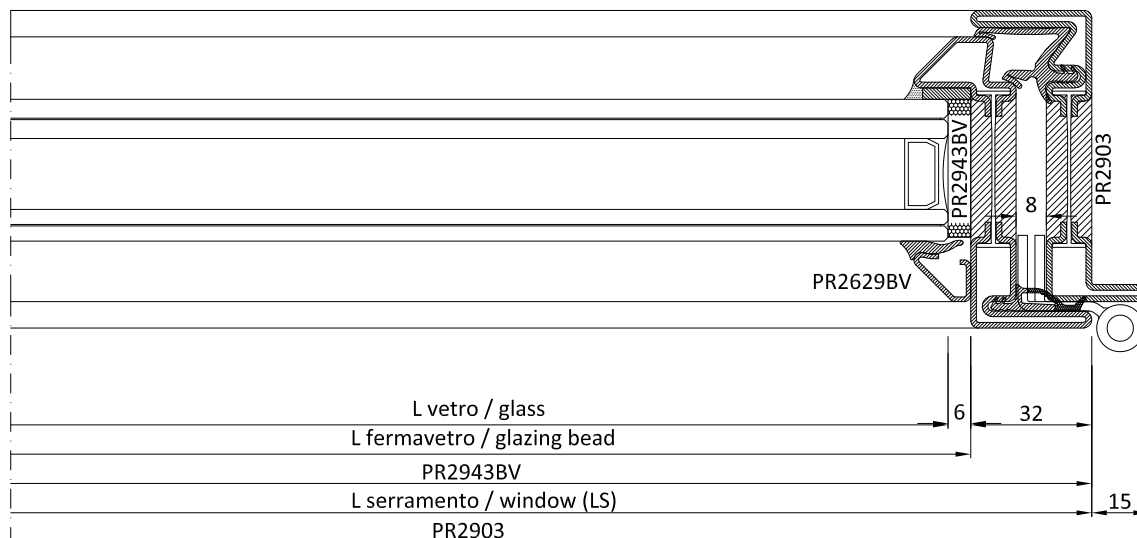 PR2943BV
PR2903
8
PR2629BV
L vetro / glass
6
32
L fermavetro / glazing bead
PR2943BV
L serramento / window (LS)
15
PR2903